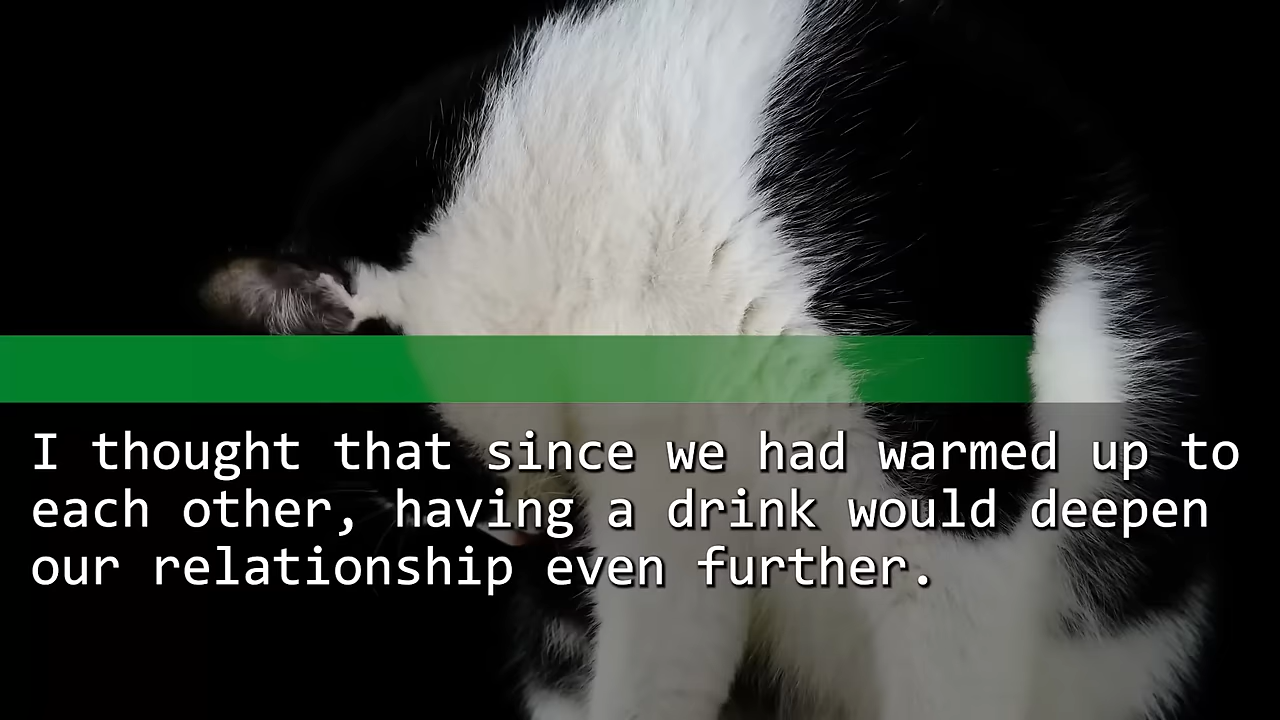 I thought that since we had warmed up to
each other, having a drink would deepen
our relationship even further.